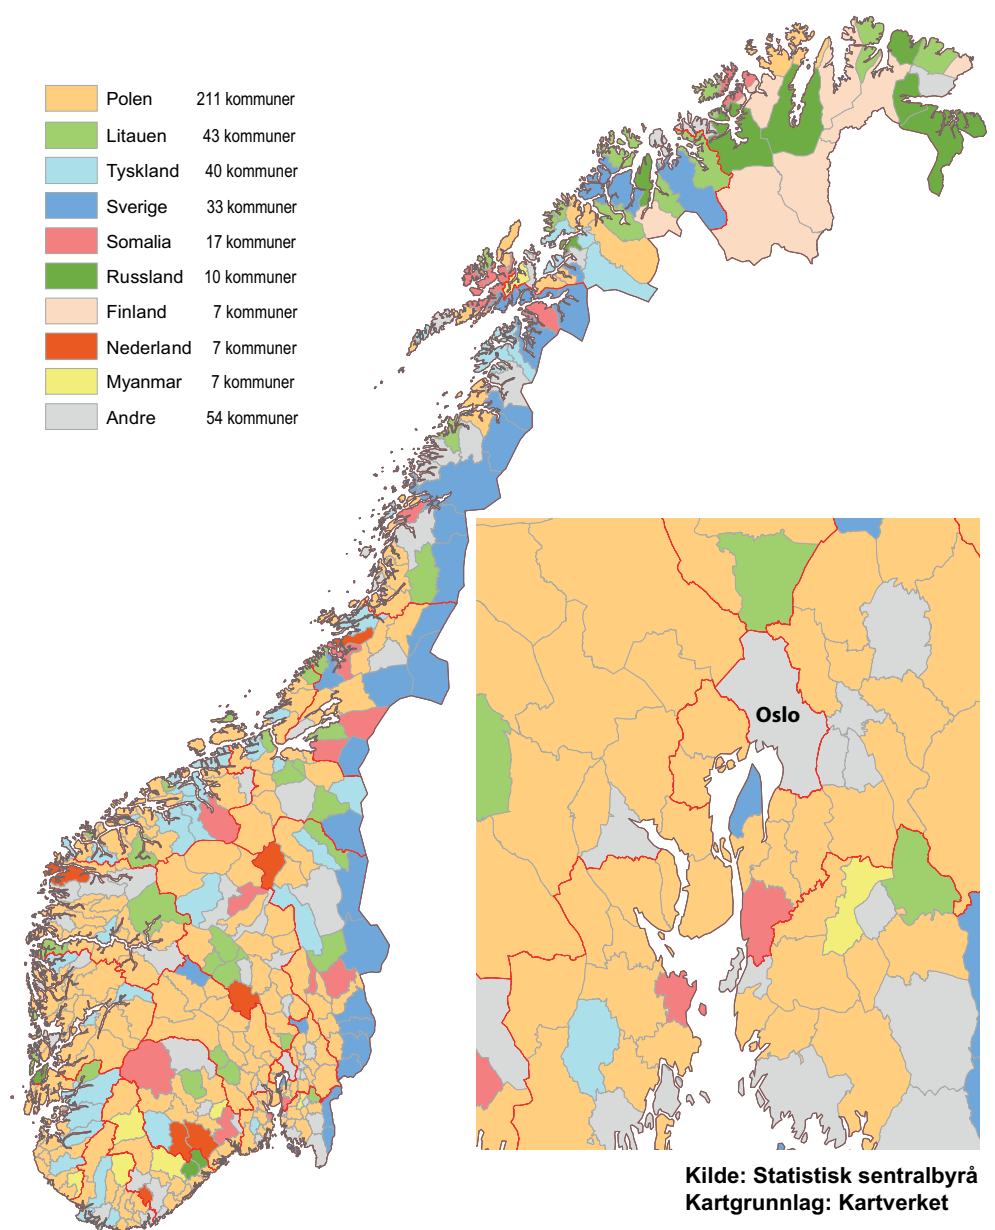 Polen 211 kommuner
Litauen 43 kommuner
Tyskland 40 kommuner
Sverige 33 kommuner
Somalia 17 kommuner
Russland 10 kommuner
Finland 7 kommuner
Nederland 7 kommuner
Myanmar 7 kommuner
Andre 54 kommuner
Oslo
Kilde: Statistisk sentralbyrå
Kartgrunnlag: Kartverket